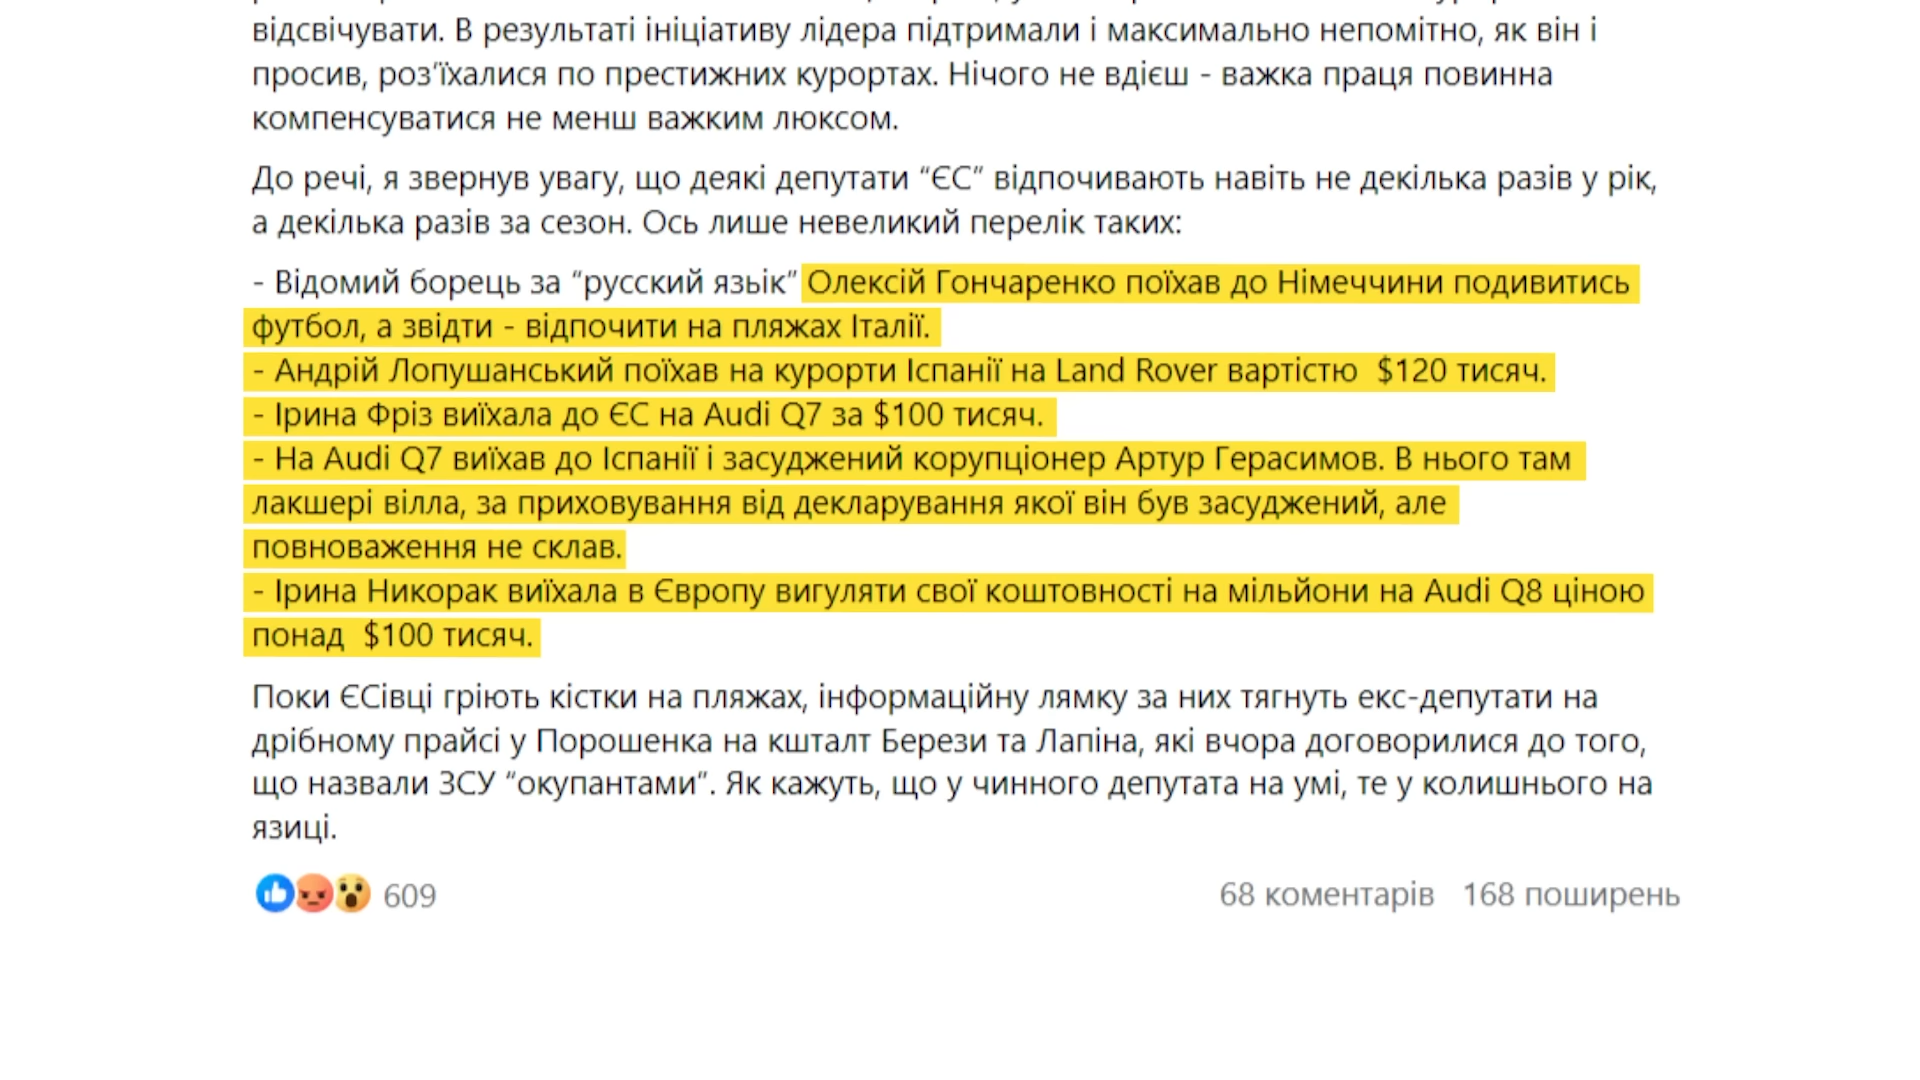 відсвічувати. В результаті ініціативу лідера підтримали і максимально непомітно, як він і
просив, роз’їхалися по престижних курортах. Нічого не вдієш - важка праця повинна
компенсуватися не менш важким люксом.
До речі, я звернув увагу, що деякі депутати “ЄС” відпочивають навіть не декілька разів у рік,
а декілька разів за сезон. Ось лише невеликий перелік таких:
- Відомий борець за “русский язьік” Олексій Гончаренко поїхав до Німеччини подивитись
футбол, а звідти - відпочити на пляжах Італії.
- Андрій Лопушанський поїхав на курорти Іспанії на Land Rover вартістю $120 тисяч.
- Ірина Фріз виїхала до ЄС на Audi Q7 за $100 тисяч.
- На Audi Q7 виїхав до Іспанії і засуджений корупціонер Артур Герасимов. В нього там
лакшері вілла, за приховування від декларування якої він був засуджений, але
повноваження не склав.
- Ірина Никорак виїхала в Європу вигуляти свої коштовності на мільйони на Audi Q8 ціною
понад $100 тисяч.
Поки ЄСівці гріють кістки на пляжах, інформаційну лямку за них тягнуть екс-депутати на
дрібному прайсі у Порошенка на кшталт Берези та Лапіна, які вчора договорилися до того,
що назвали ЗСУ “окупантами”. Як кажуть, що у чинного депутата на умі, те у колишнього на
язиці.
609 68 коментарів 168 поширень